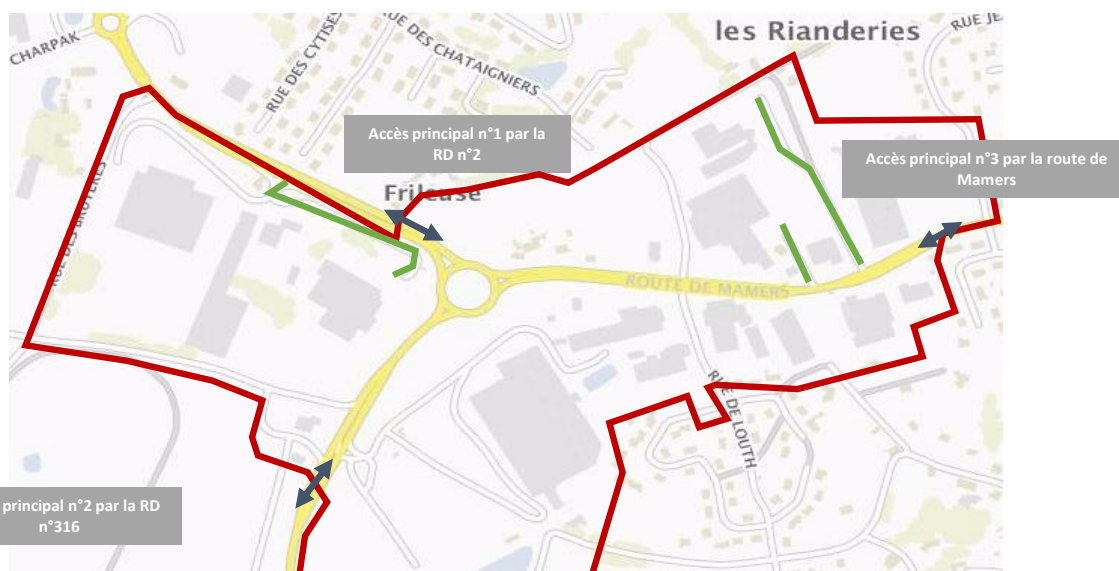 les Rianderies
RUE JE
CHARPAK
RUE DES CYTISES
RUE DES CHATAIGNIERS
Accès principal n°1 par la
RD n°2
Accès principal n°3 par la route de
Mamers
Frileuse
RUE DES BRUYERES
ROUTE DE MAMERS
RUE DE LOUTH
principal n°2 par la RD
n°316